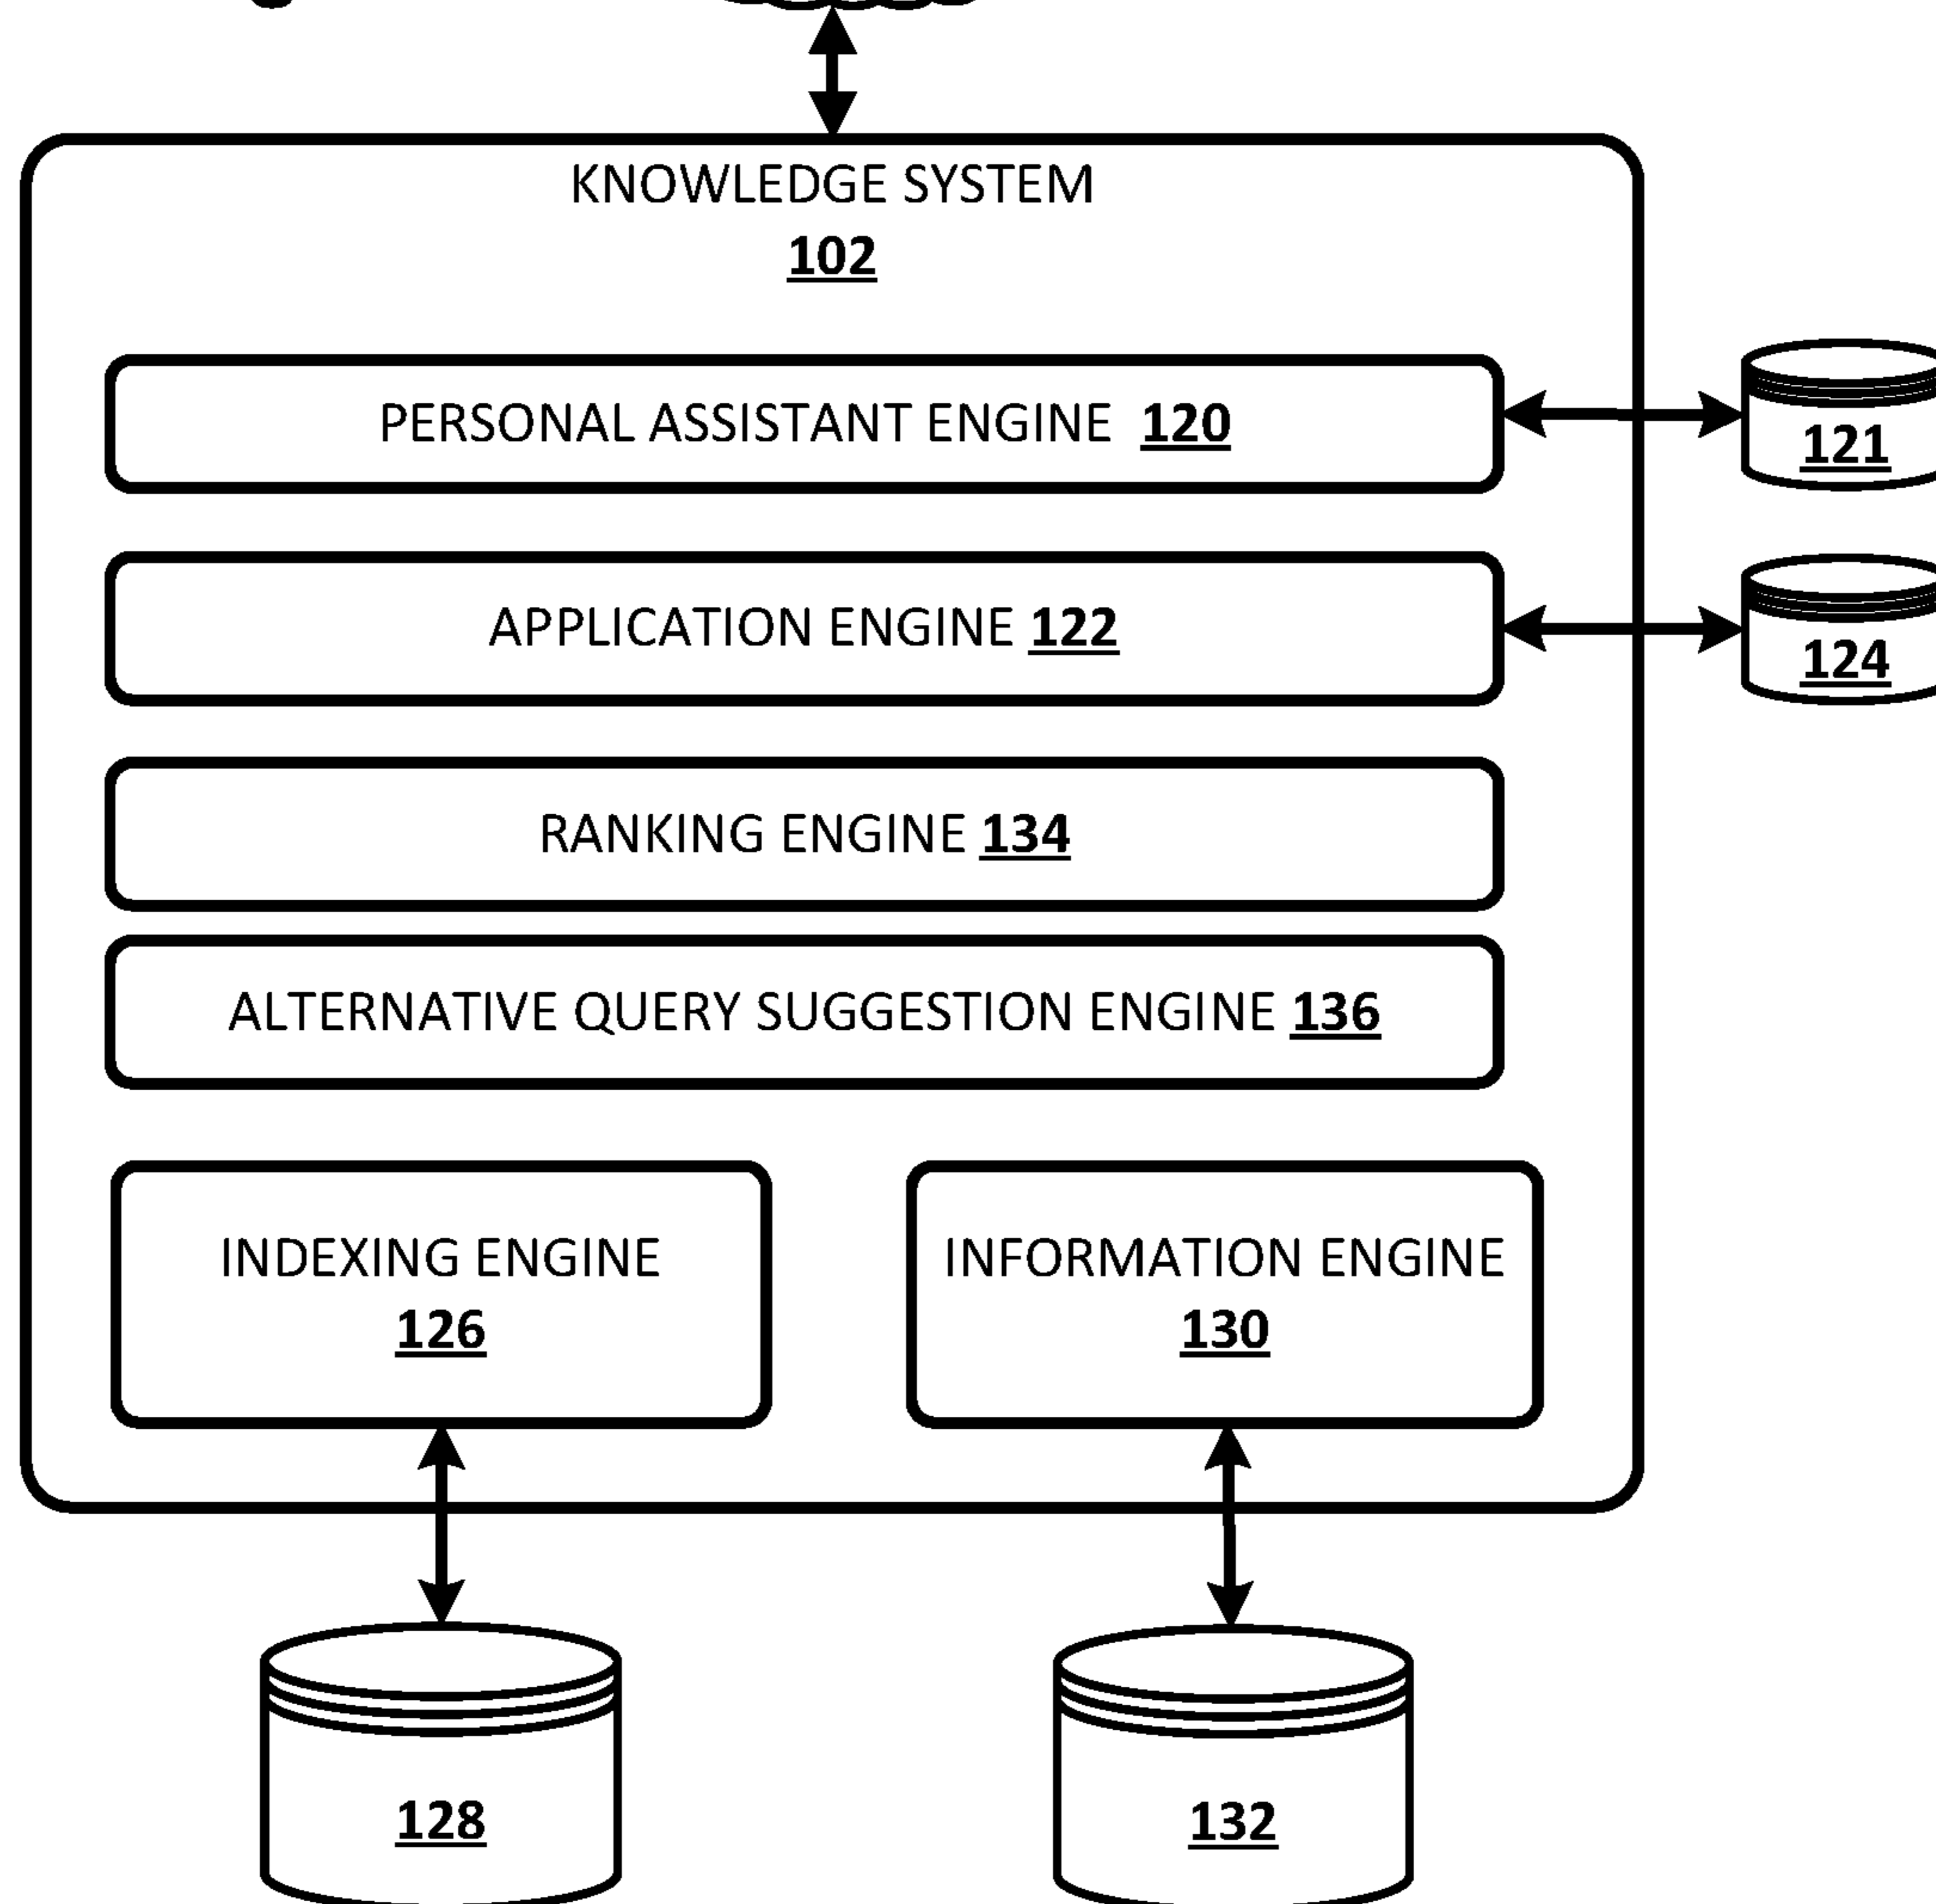 KNOWLEDGE SYSTEM
102
PERSONAL ASSISTANT ENGINE 120
121
APPLICATION ENGINE 122
124
RANKING ENGINE 134
ALTERNATIVE QUERY SUGGESTION ENGINE 136
INDEXING ENGINE
126
INFORMATION ENGINE
130
128
132